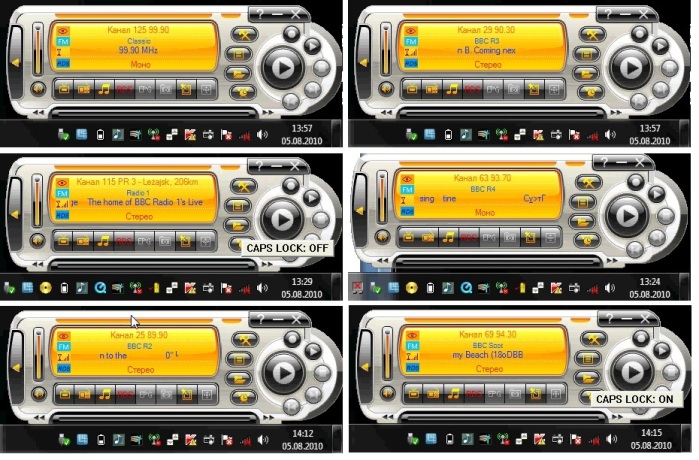 Канал 125 99.90
FM
Classic
99.90 MHz
RDS
Моно
13:57
05.08.2010
Канал 29 90.30
FM
BBC R3
n B. Coming nex
RDS
Стерео
13:57
05.08.2010
Канал 115 PR 3 - Leżajsk, 206km
FM
Radio 1
The home of BBC Radio 1's Live
RDS
Стерео
CAPS LOCK: OFF
13:29
05.08.2010
Канал 63 93.70
FM
BBC R4
sing tine
RDS
Моно
13:24
05.08.2010
Канал 25 89.90
FM
BBC R2
n to the
RDS
Стерео
14:12
05.08.2010
Канал 69 94.30
FM
BBC Scot
my Beach (18oDBB
RDS
Стерео
CAPS LOCK: ON
14:15
05.08.2010